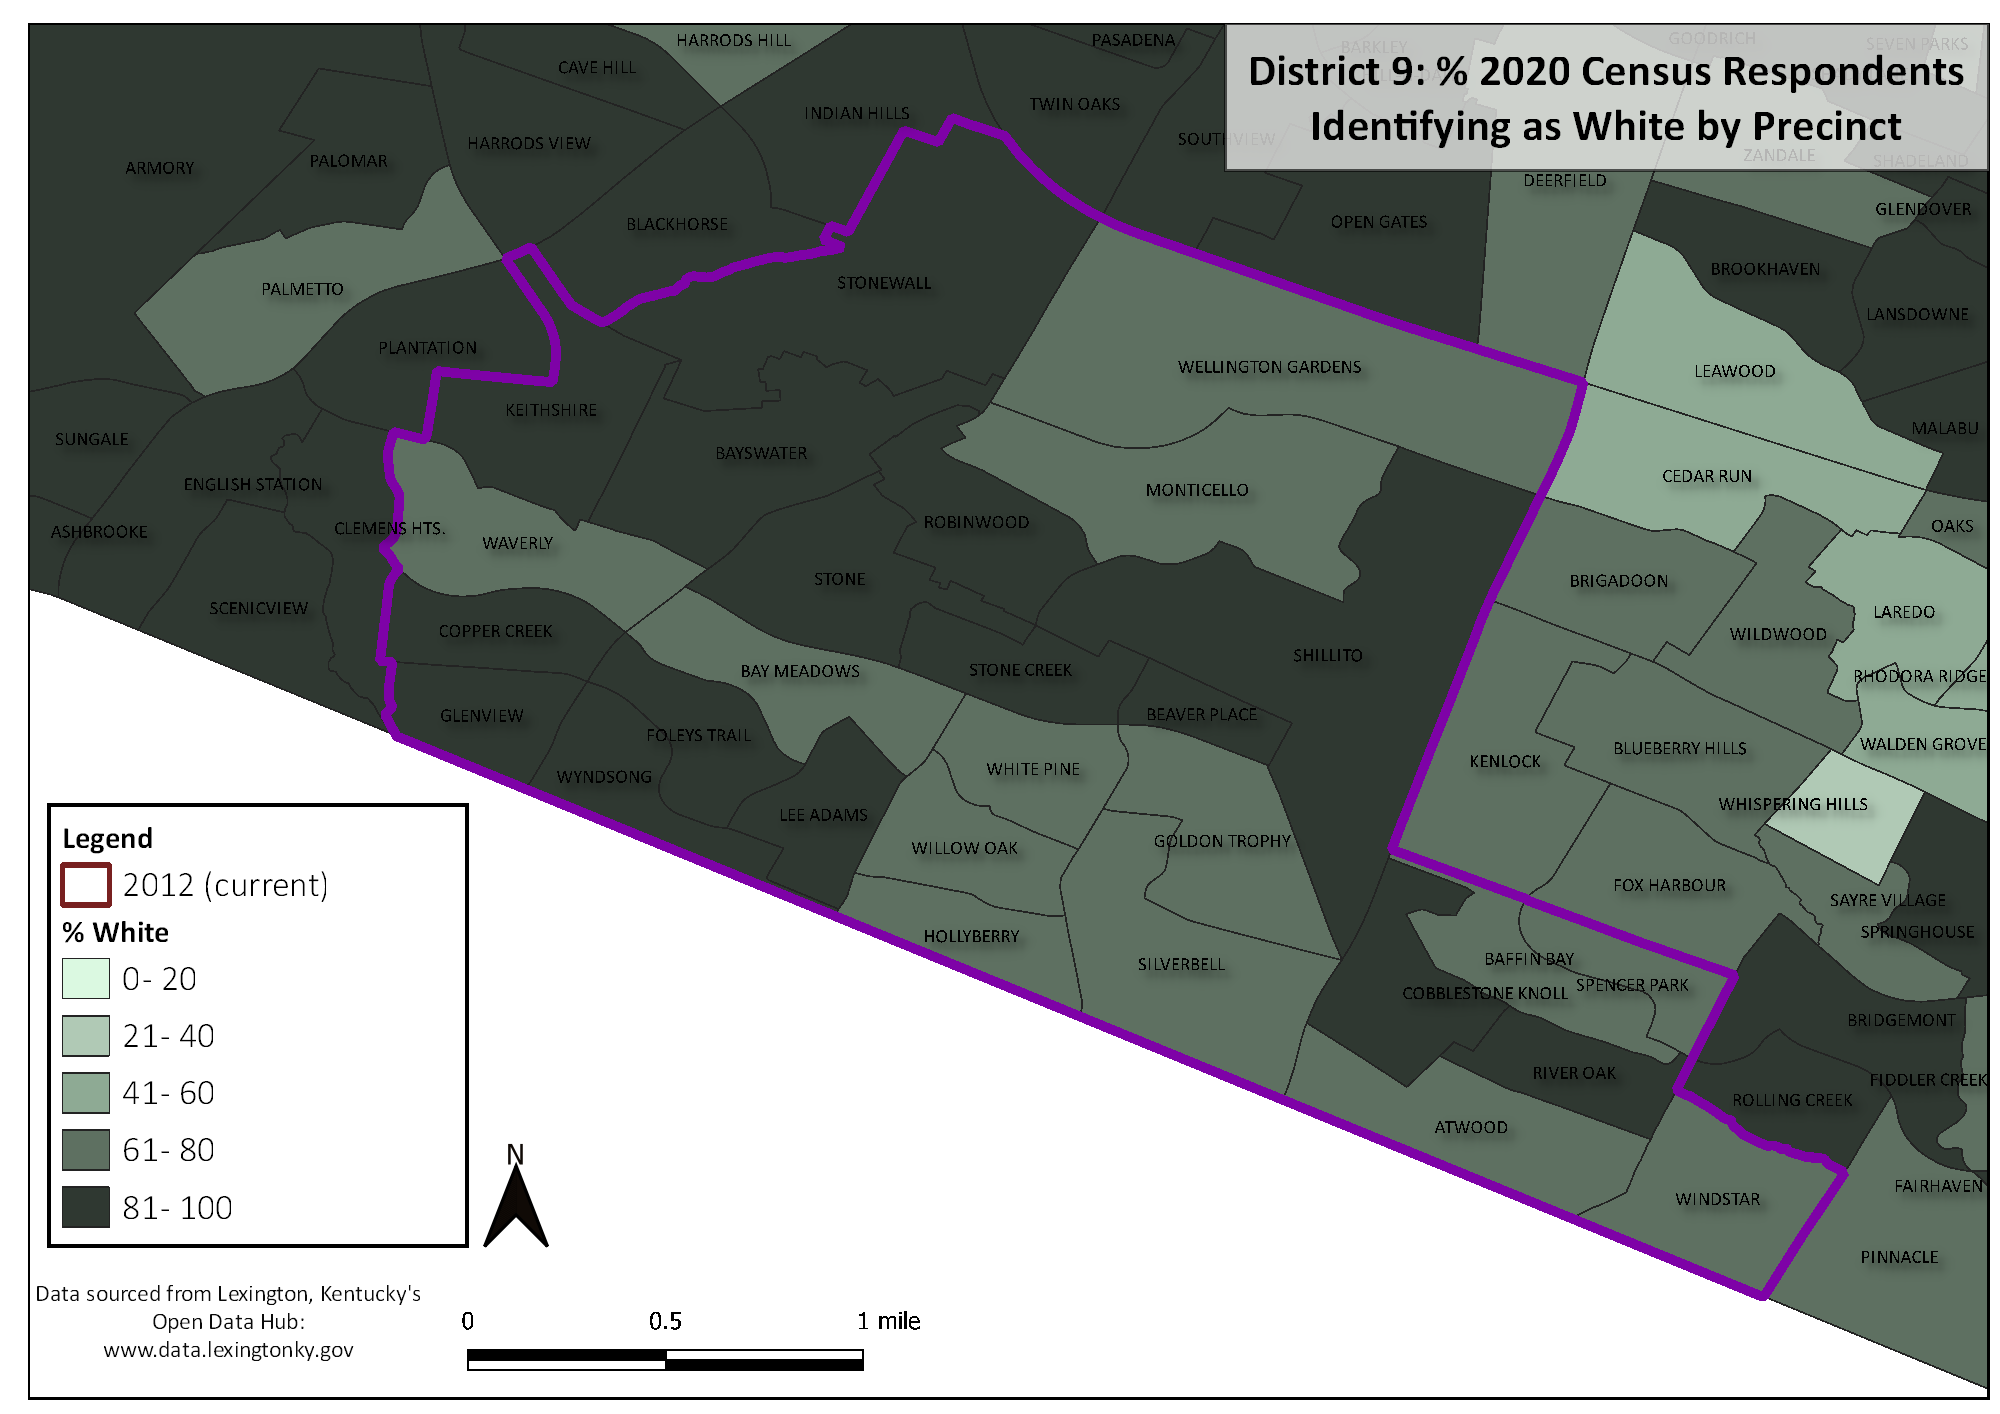 HARRODS HILL
PASADENA
BARKLEY
GOODRICH
SEVEN PARKS
District 9: % 2020 Census Respondents
Identifying as White by Precinct
CAVE HILL
INDIAN HILLS
TWIN OAKS
SOUTHVIEW
ZANDALE
SHADELAND
HARRODS VIEW
PALOMAR
ARMORY
DEERFIELD
GLENDOVER
BLACKHORSE
OPEN GATES
BROOKHAVEN
PALMETTO
STONEWALL
LANSDOWNE
PLANTATION
WELLINGTON GARDENS
LEAWOOD
KEITHSHIRE
SUNGALE
MALABU
BAYSWATER
CEDAR RUN
ENGLISH STATION
MONTICELLO
ASHBROOKE
CLEMENS HTS.
WAVERLY
ROBINWOOD
OAKS
STONE
BRIGADOON
SCENICVIEW
LAREDO
COPPER CREEK
WILDWOOD
SHILLITO
BAY MEADOWS
STONE CREEK
RHODORA RIDGE
GLENVIEW
BEAVER PLACE
FOLEYS TRAIL
WALDEN GROVE
BLUEBERRY HILLS
KENLOCK
WHITE PINE
WYNDSONG
WHISPERING HILLS
LEE ADAMS
GOLDON TROPHY
WILLOW OAK
FOX HARBOUR
SAYRE VILLAGE
HOLLYBERRY
SPRINGHOUSE
SILVERBELL
BAFFIN BAY
SPENCER PARK
COBBLESTONE KNOLL
BRIDGEMONT
RIVER OAK
FIDDLER CREEK
ROLLING CREEK
ATWOOD
FAIRHAVEN
WINDSTAR
PINNACLE
Legend
2012 (current)
% White
0- 20
21- 40
41- 60
61- 80
81- 100
N
Data sourced from Lexington, Kentucky's
Open Data Hub:
www.data.lexingtonky.gov
0 0.5 1 mile